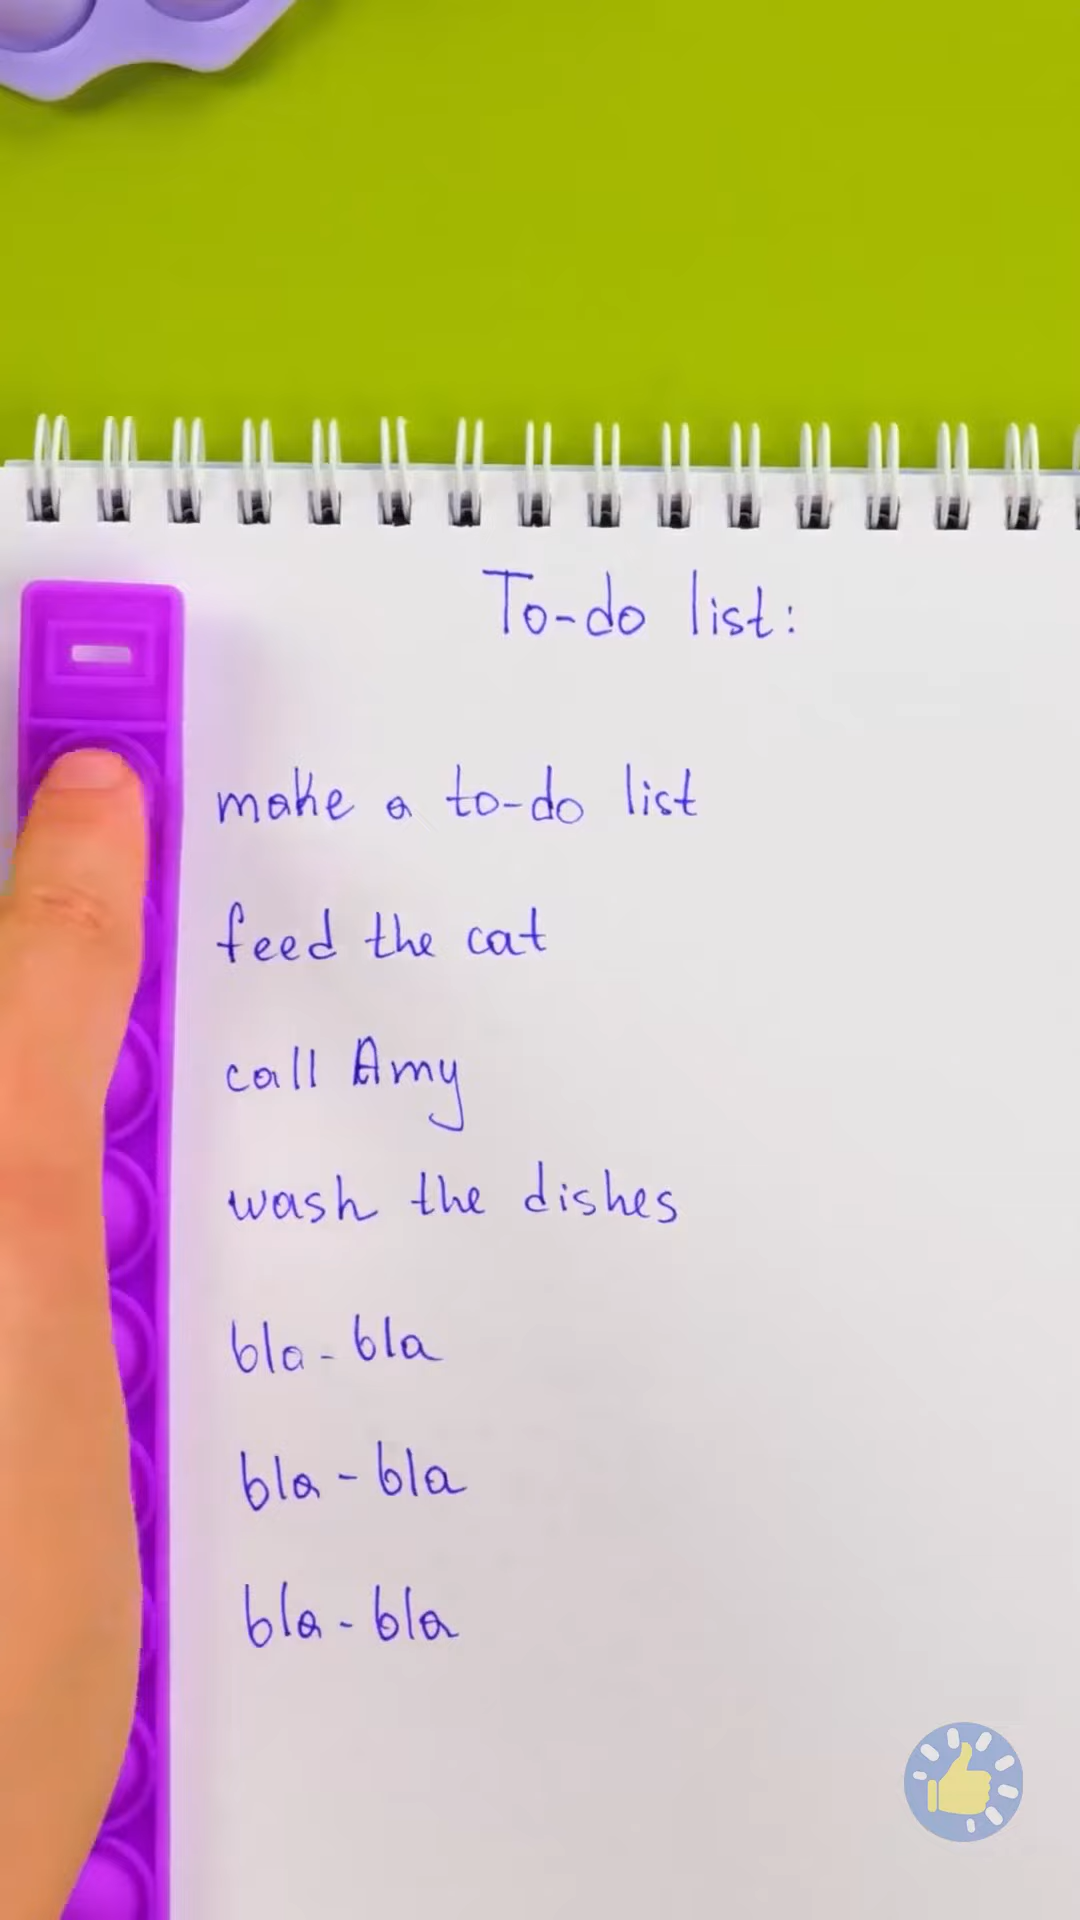 To-do list:
make a to-do list
feed the cat
call Amy
wash the dishes
bla-bla
bla-bla
bla-bla